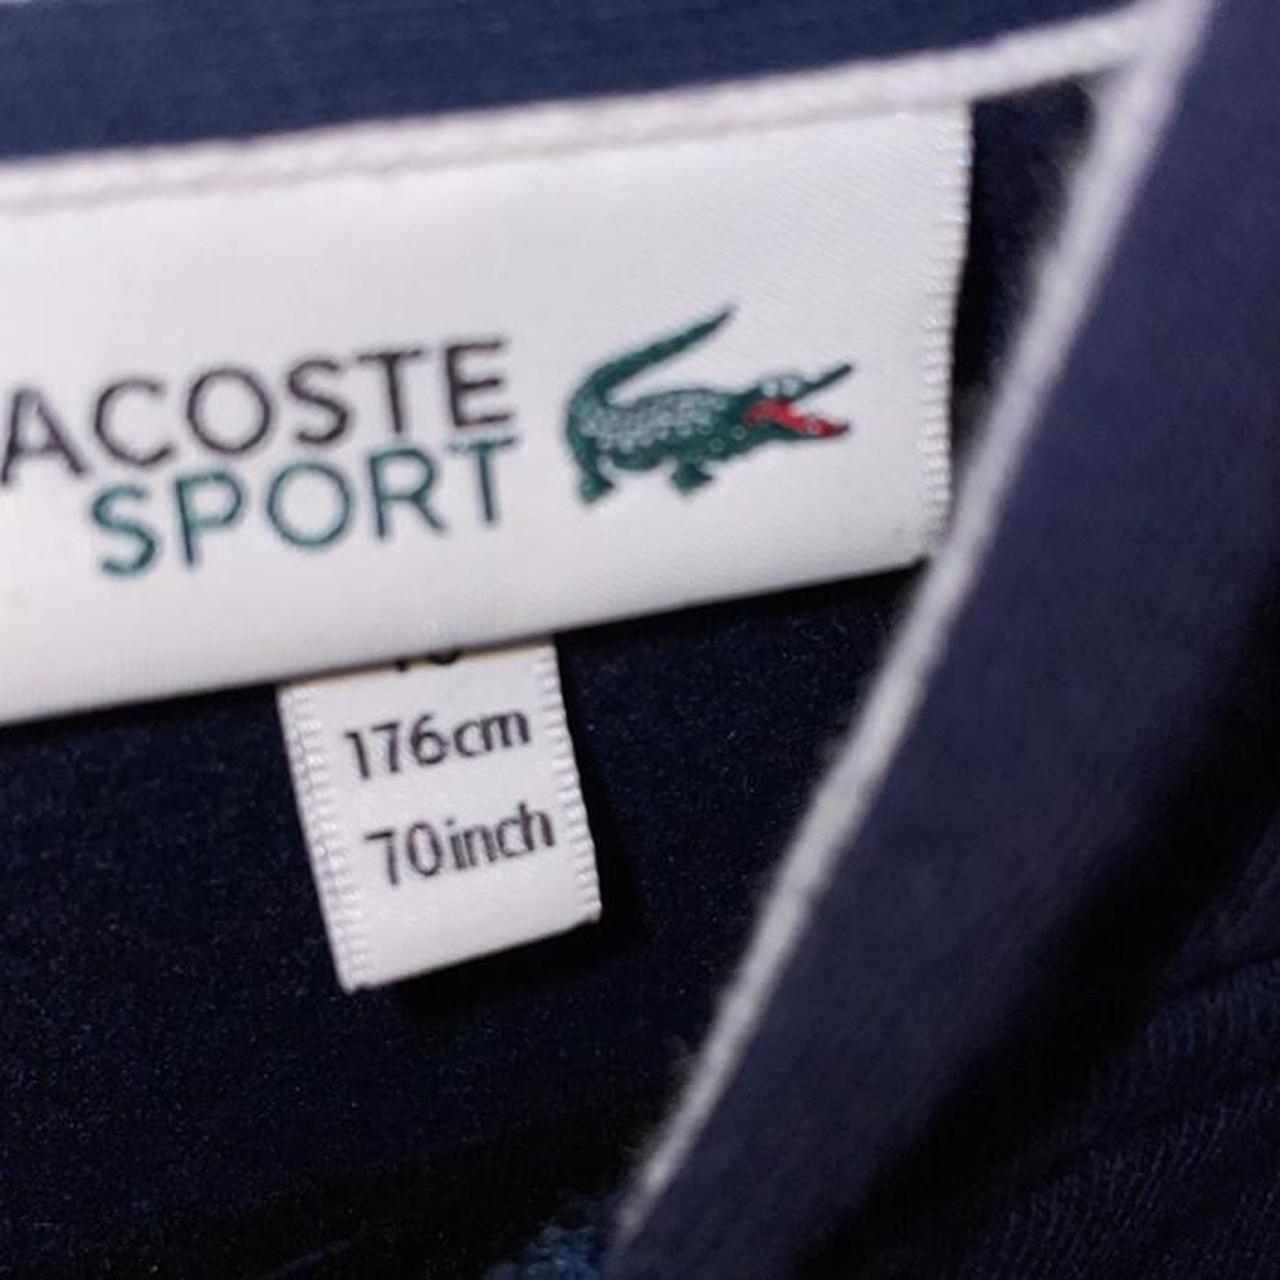 ACOSTE
SPORT
176cm
70inch